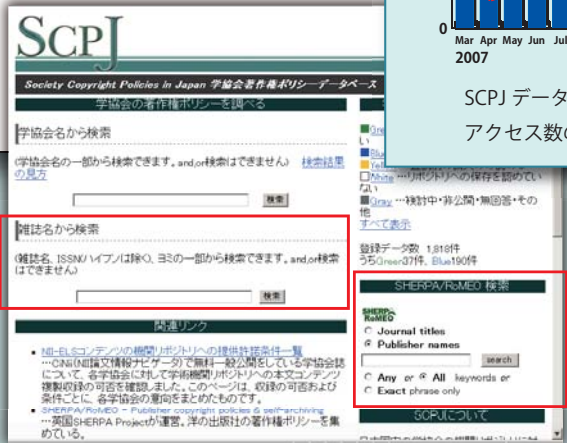 SCPJ
Society Copyright Policies in Japan 学協会著作権ポリシーデータベース
学協会の著作権ポリシーを調べる
学協会名から検索
(学協会名の一部から検索できます。and,or検索はできません) 検索結果
の見方
検索
雑誌名から検索
(雑誌名、ISSN(ハイフンは除く)、ヨミの一部から検索できます。and,or検索
はできません)
検索
関連リンク
NII-ELSコンテンツの機関リポジトリへの提供許諾条件一覧
…CiNii(NII論文情報ナビゲータ)で無料一般公開をしている学協会誌
について、各学協会に対して学術機関リポジトリへの本文コンテンツ
複製収録の可否を確認しました。このページは、収録の可否および
条件ごとに、各学協会の意向をまとめたものです。
SHERPA/RoMEO - Publisher copyright policies & self-archiving
…英国SHERPA Projectが運営。洋の出版社の著作権ポリシーを集
めている。
0
Mar Apr May Jun Jul
2007
SCPJ データ
アクセス数の
い
White …リポジトリへの保存を認めてい
ない
Gray …検討中・非公開・無回答・その
他
すべて表示
登録データ数 1,818件
うちGreen37件, Blue190件
SHERPA/RoMEO 検索
SHERPA
RoMEO
Journal titles
Publisher names
search
Any or All keywords or
Exact phrase only
SCPJについて